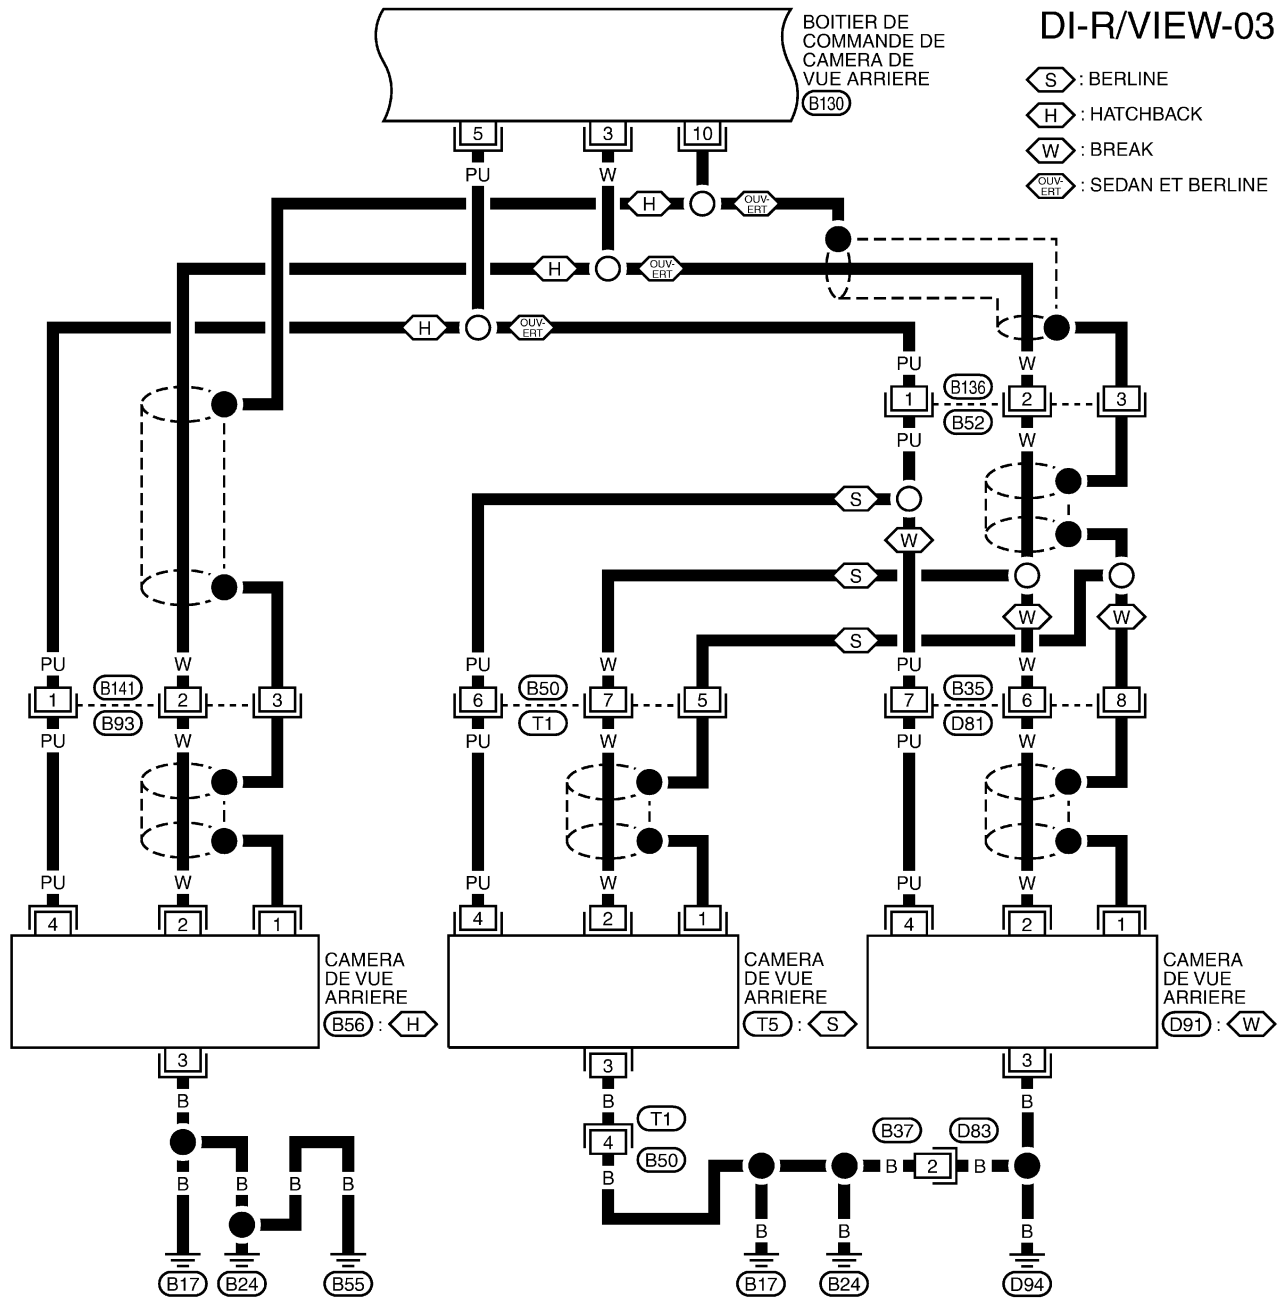 BOITIER DE
COMMANDE DE
CAMERA DE
VUE ARRIERE
B130
DI-R/VIEW-03
S : BERLINE
H : HATCHBACK
W : BREAK
OUV-
ERT : SEDAN ET BERLINE
5 3 10
PU W
H OUV-
ERT
H OUV-
ERT
H OUV-
ERT
PU W
1 B136 2 3
B52
PU W
S
W
S
W W
S
PU W PU W PU W
1 B141 2 3 6 B50 7 5 7 B35 6 8
B93 T1 D81
PU W PU W PU W
PU W PU W PU W
4 2 1 4 2 1 4 2 1
CAMERA
DE VUE
ARRIERE
B56 : H
CAMERA
DE VUE
ARRIERE
T5 : S
CAMERA
DE VUE
ARRIERE
D91 : W
3 3 3
B B B
T1
4
B50
B37 D83
B 2 B
B B B B B
B B B
B17 B24 B55 B17 B24 D94